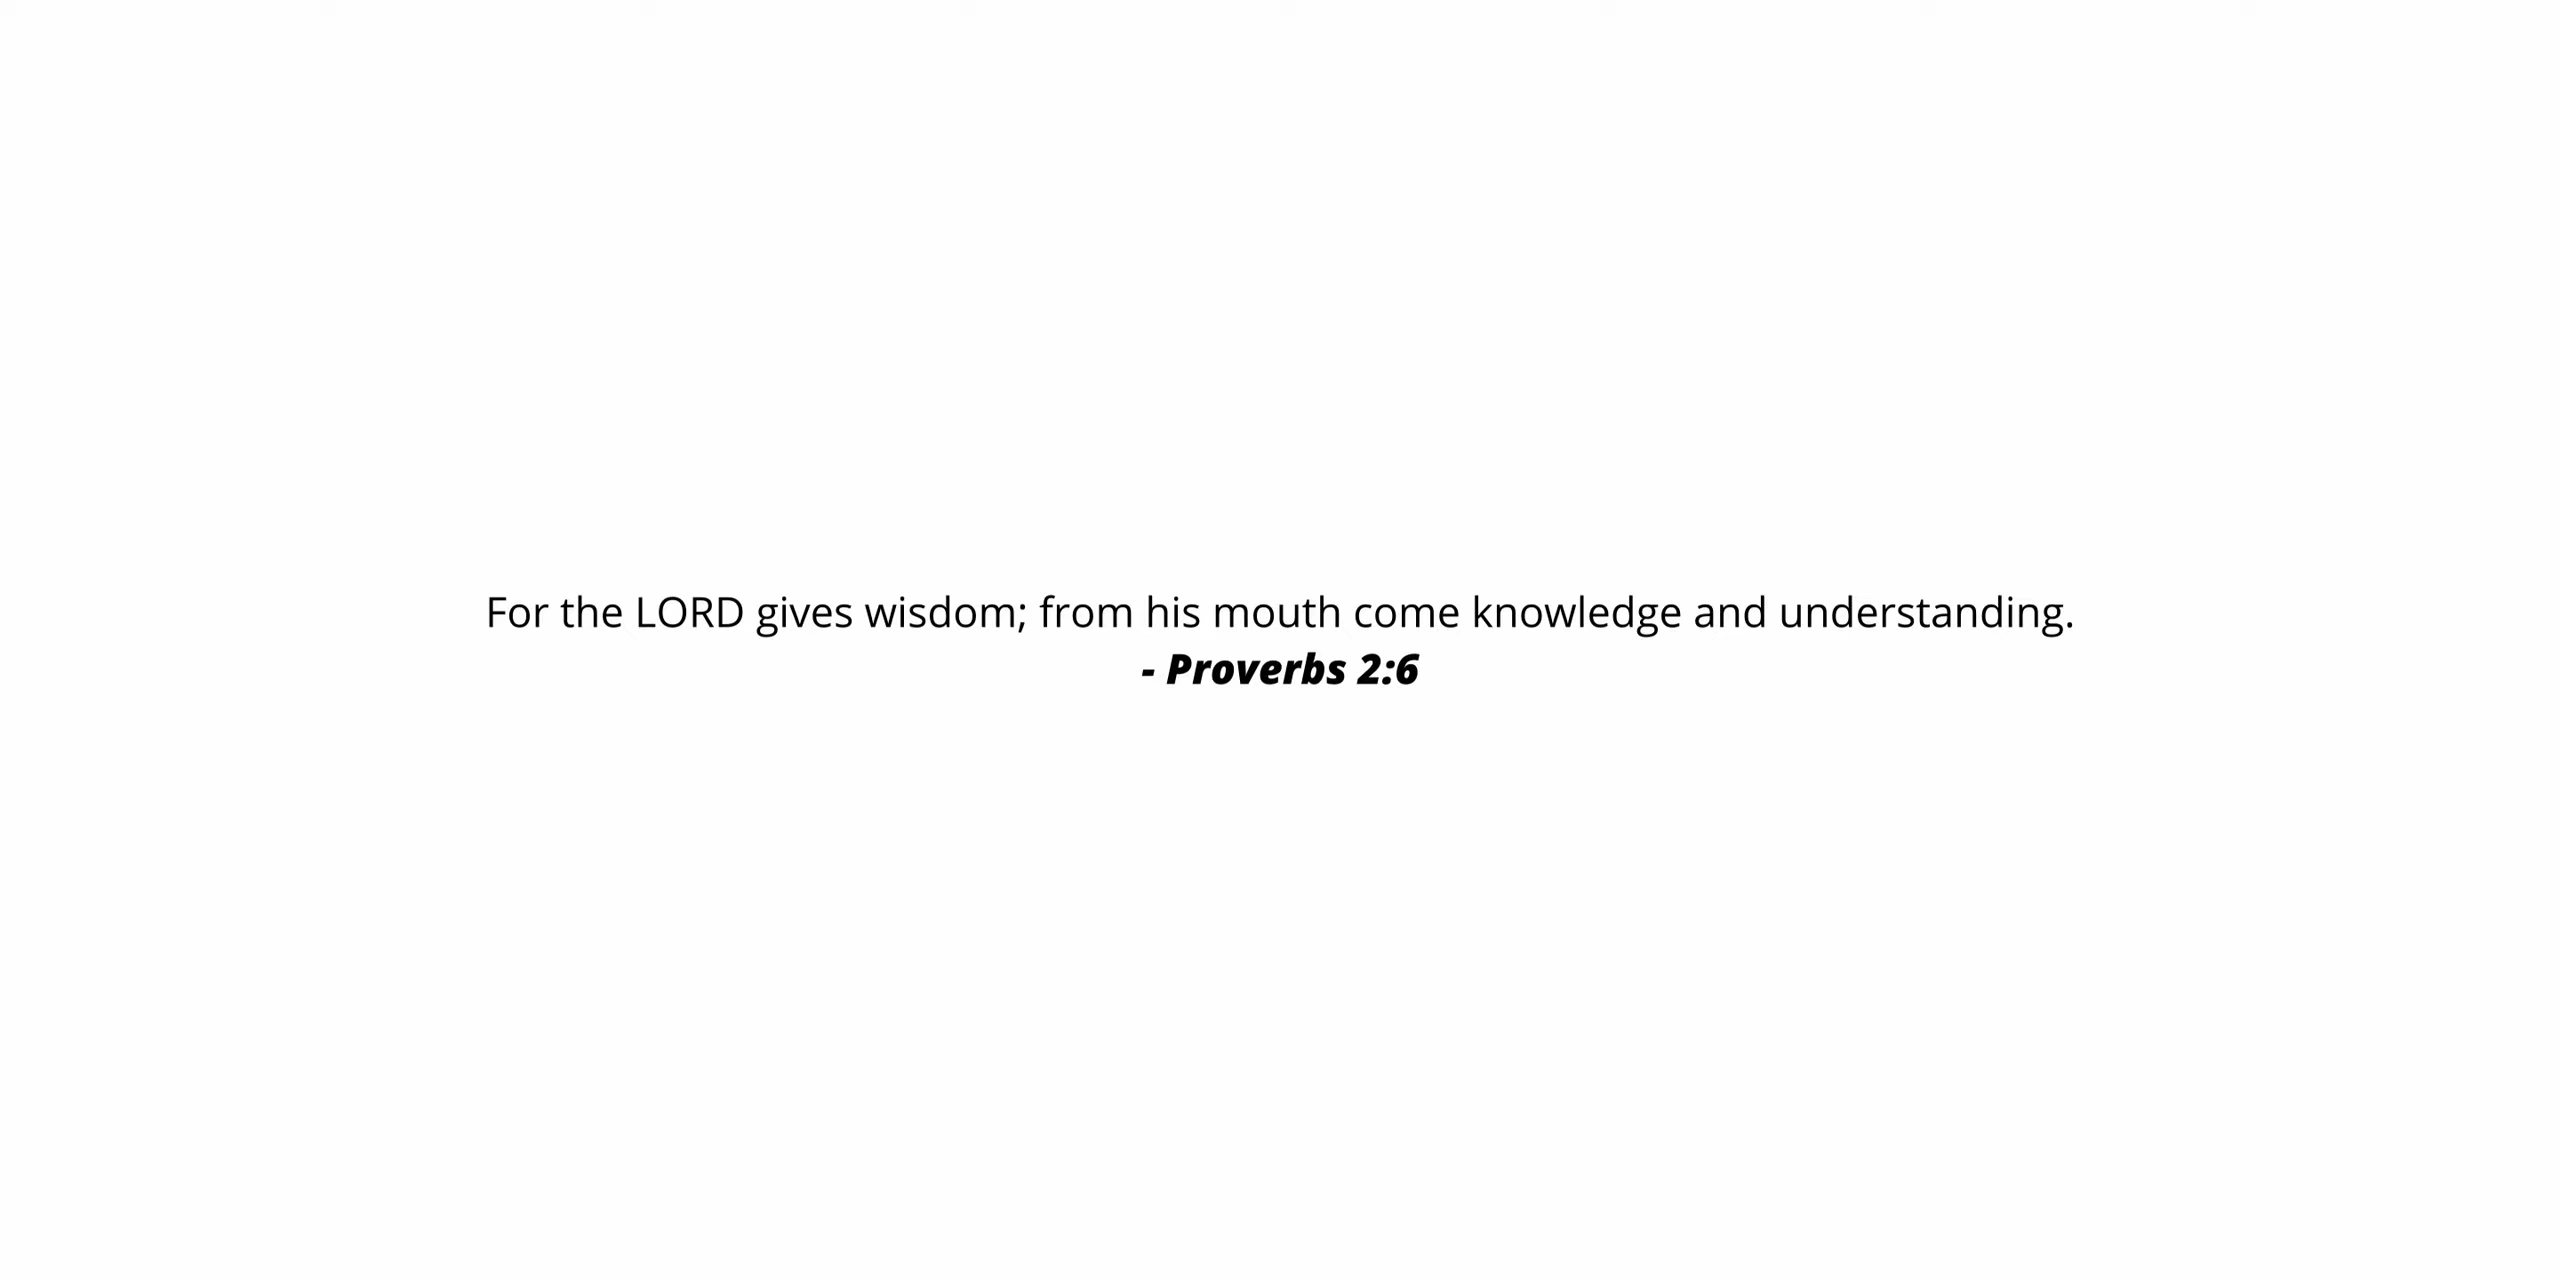 For the LORD gives wisdom; from his mouth come knowledge and understanding.
- Proverbs 2:6